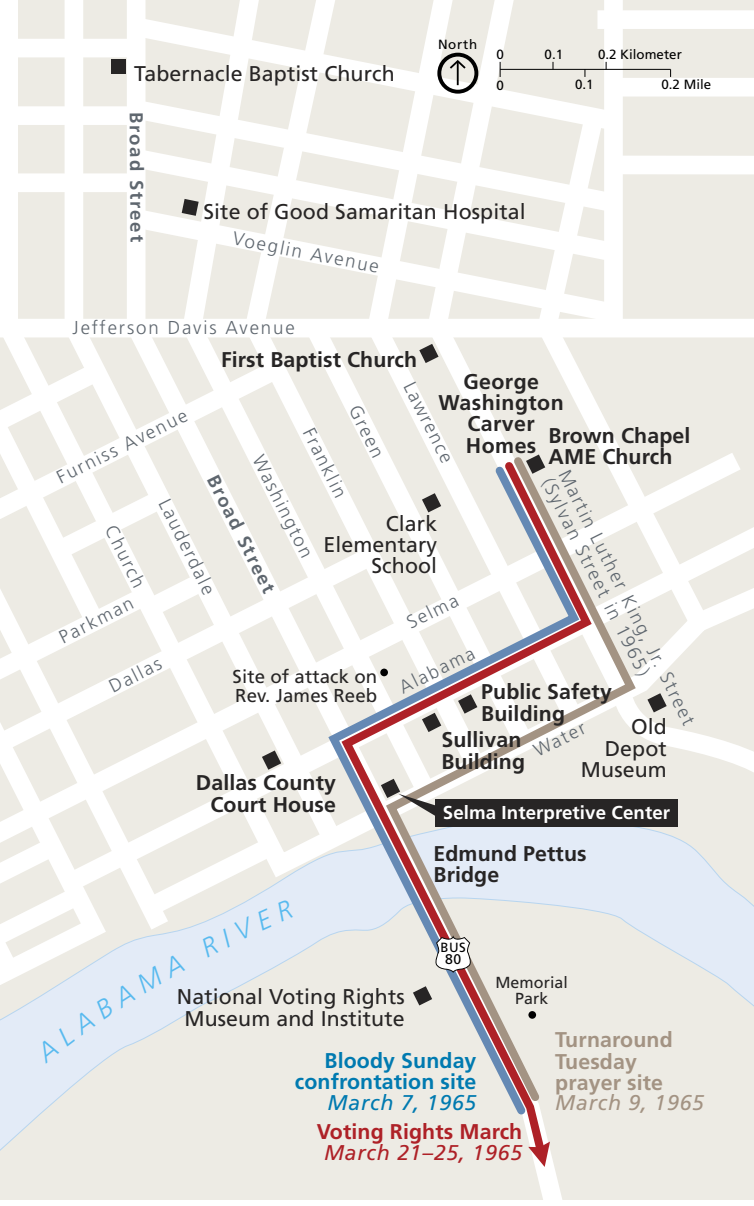 North
0 0.1 0.2 Kilometer
0 0.1 0.2 Mile
Tabernacle Baptist Church
Broad Street
Site of Good Samaritan Hospital
Voeglin Avenue
Jefferson Davis Avenue
First Baptist Church
George
Washington
Carver
Homes
Brown Chapel
AME Church
Lawrence
Green
Franklin
Washington
Broad Street
Lauderdale
Church
Furniss Avenue
Parkman
Dallas
Selma
Alabama
Water
Martin Luther King, Jr. Street
(Sylvan Street in 1965)
Clark
Elementary
School
Site of attack on
Rev. James Reeb
Public Safety
Building
Sullivan
Building
Old
Depot
Museum
Dallas County
Court House
Selma Interpretive Center
Edmund Pettus
Bridge
ALABAMA RIVER
BUS
80
National Voting Rights
Museum and Institute
Memorial
Park
Bloody Sunday
confrontation site
March 7, 1965
Turnaround
Tuesday
prayer site
March 9, 1965
Voting Rights March
March 21–25, 1965